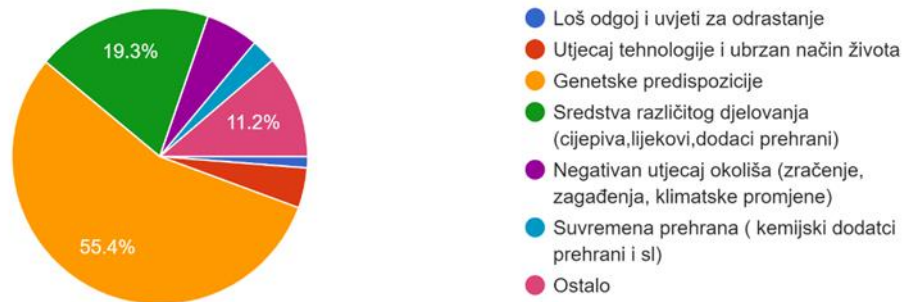 19.3%
11.2%
55.4%
Loš odgoj i uvjeti za odrastanje
Utjecaj tehnologije i ubrzan način života
Genetske predispozicije
Sredstva različitog djelovanja
(cijepiva,lijekovi,dodaci prehrani)
Negativan utjecaj okoliša (zračenje,
zagađenja, klimatske promjene)
Suvremena prehrana ( kemijski dodatci
prehrani i sl)
Ostalo